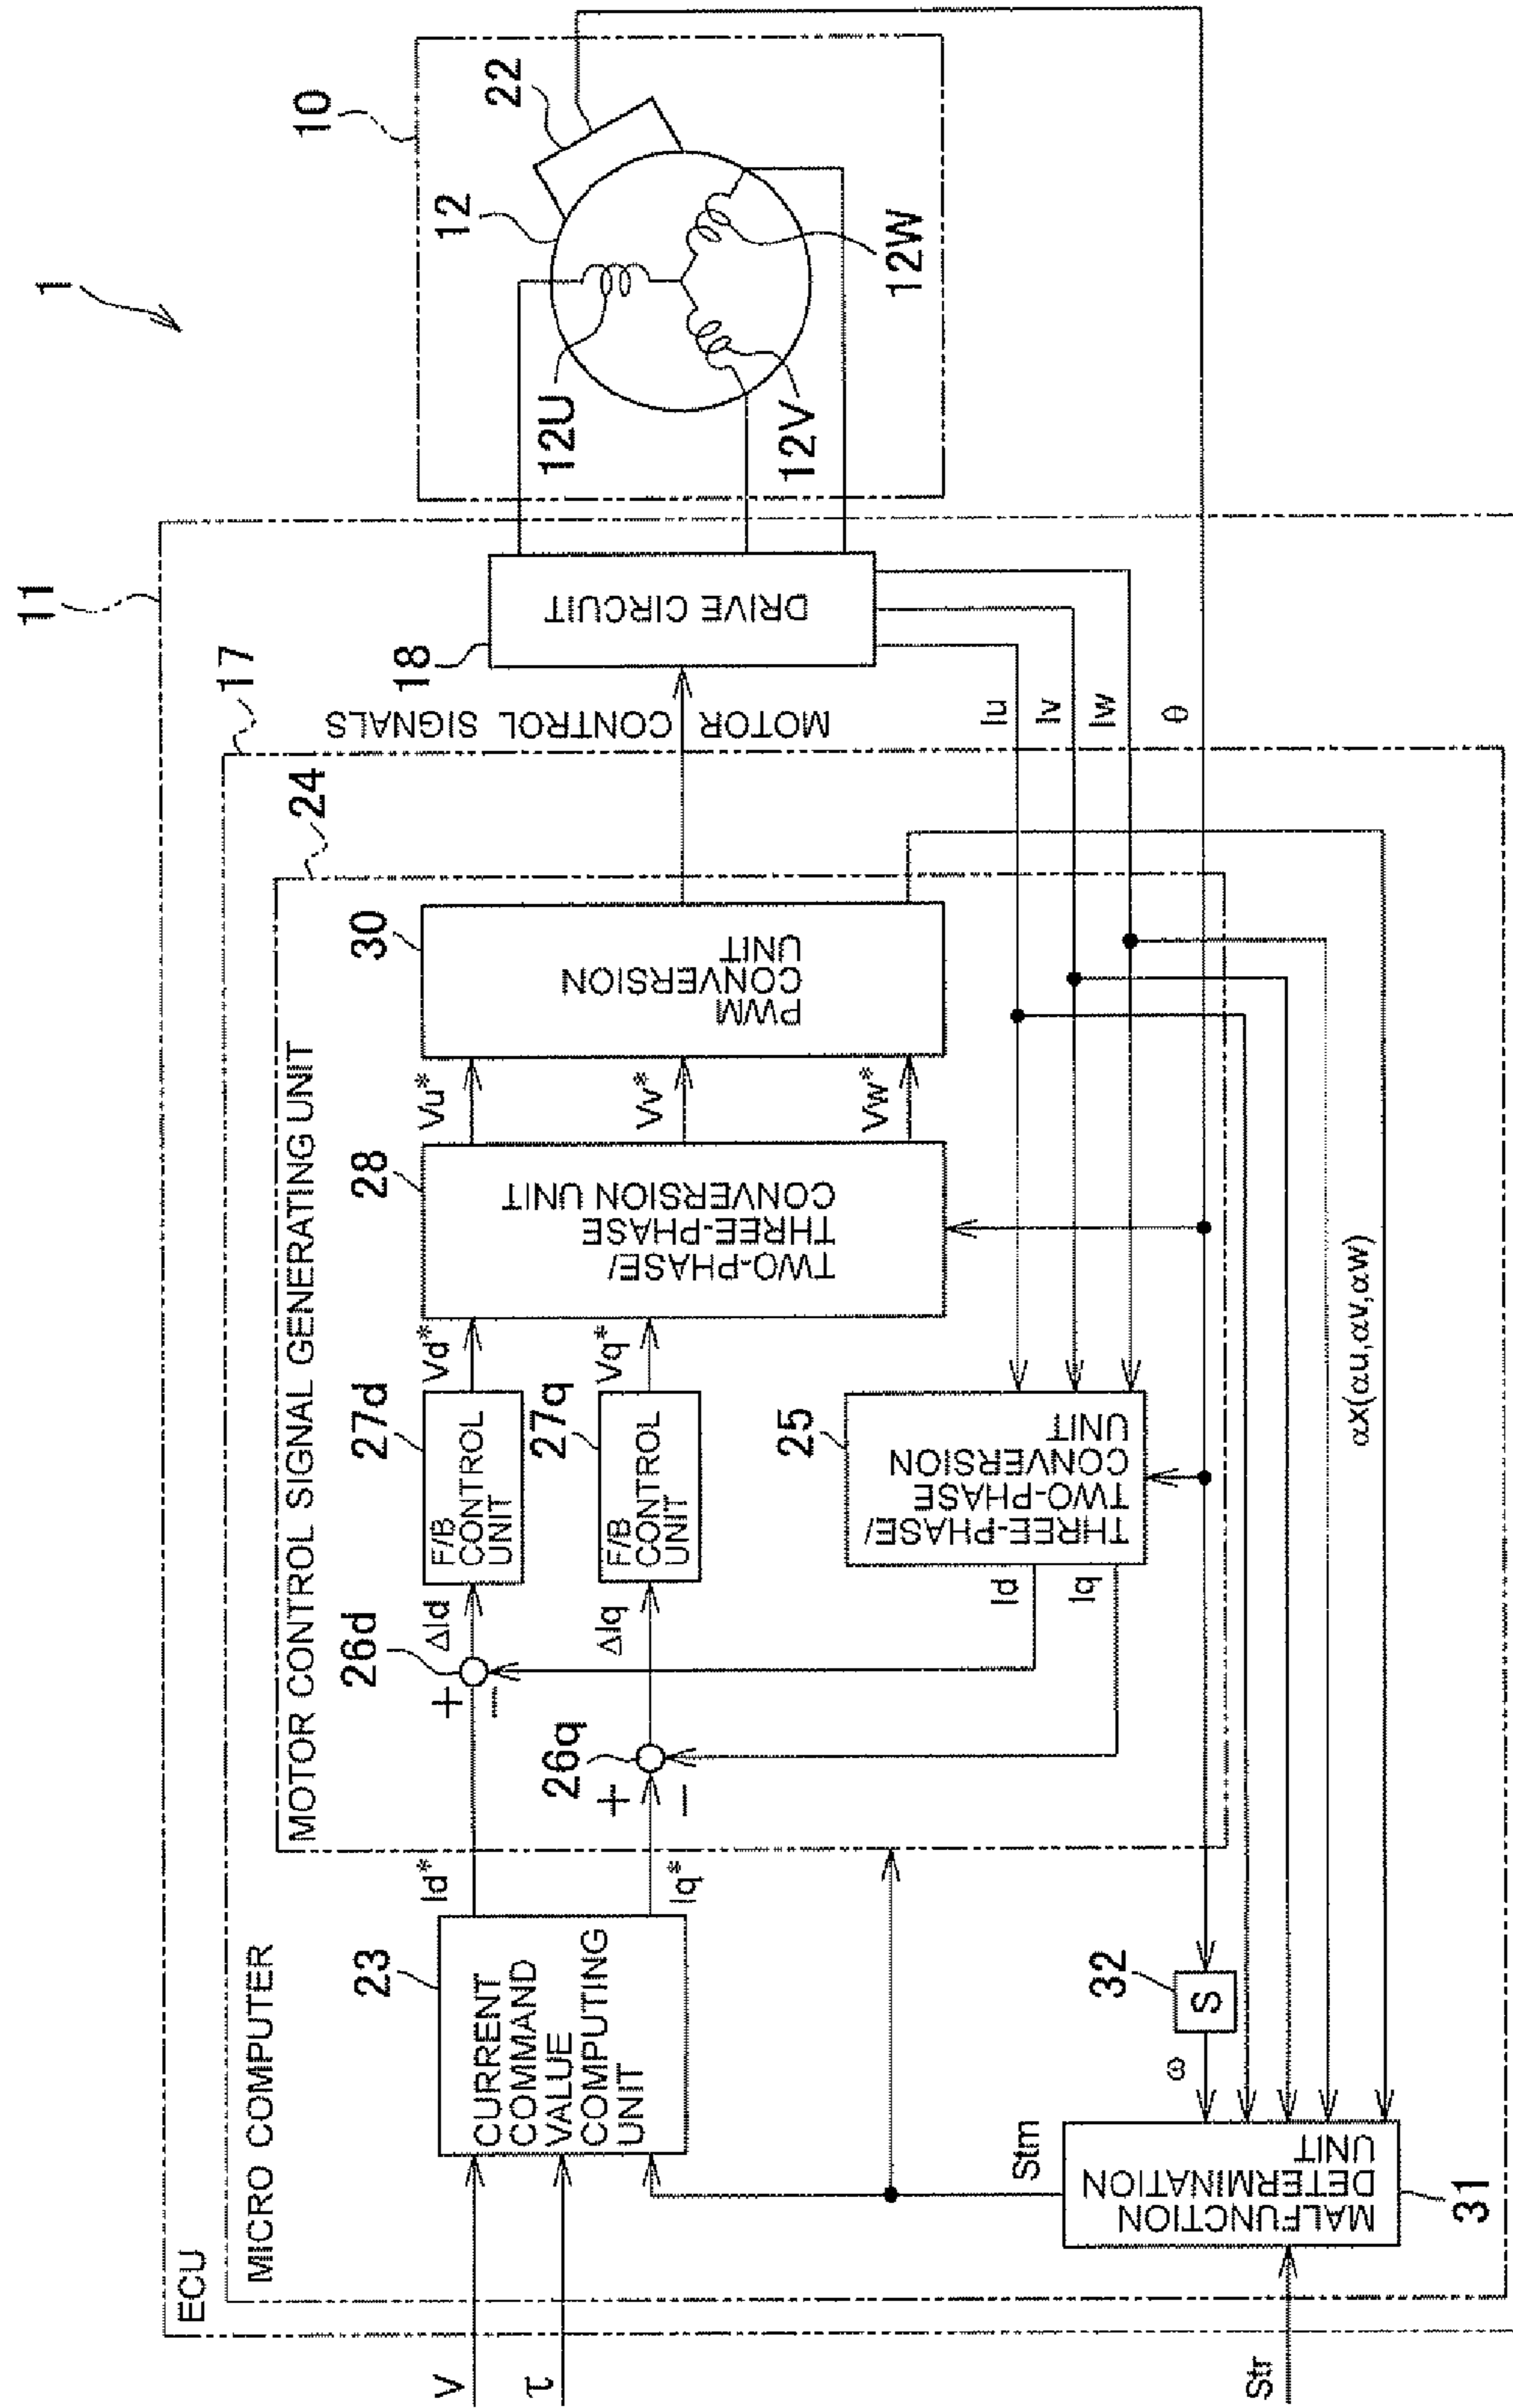 1
11
10
17
24
ECU
MICRO COMPUTER
MOTOR CONTROL SIGNAL GENERATING UNIT
V
τ
23
CURRENT
COMMAND
VALUE
COMPUTING
UNIT
Id*
Iq*
26d
+
−
ΔId
26q
+
−
ΔIq
27d
F/B
CONTROL
UNIT
27q
F/B
CONTROL
UNIT
Vd*
Vq*
28
TWO-PHASE/
THREE-PHASE
CONVERSION UNIT
Vu*
Vv*
Vw*
30
PWM
CONVERSION
UNIT
MOTOR CONTROL SIGNALS
18
DRIVE CIRCUIT
12
22
12U
12V
12W
25
THREE-PHASE/
TWO-PHASE
CONVERSION
UNIT
Id
Iq
Iu
Iv
Iw
θ
αx(αu,αv,αw)
32
S
ω
Stm
Str
MALFUNCTION
DETERMINATION
UNIT
31